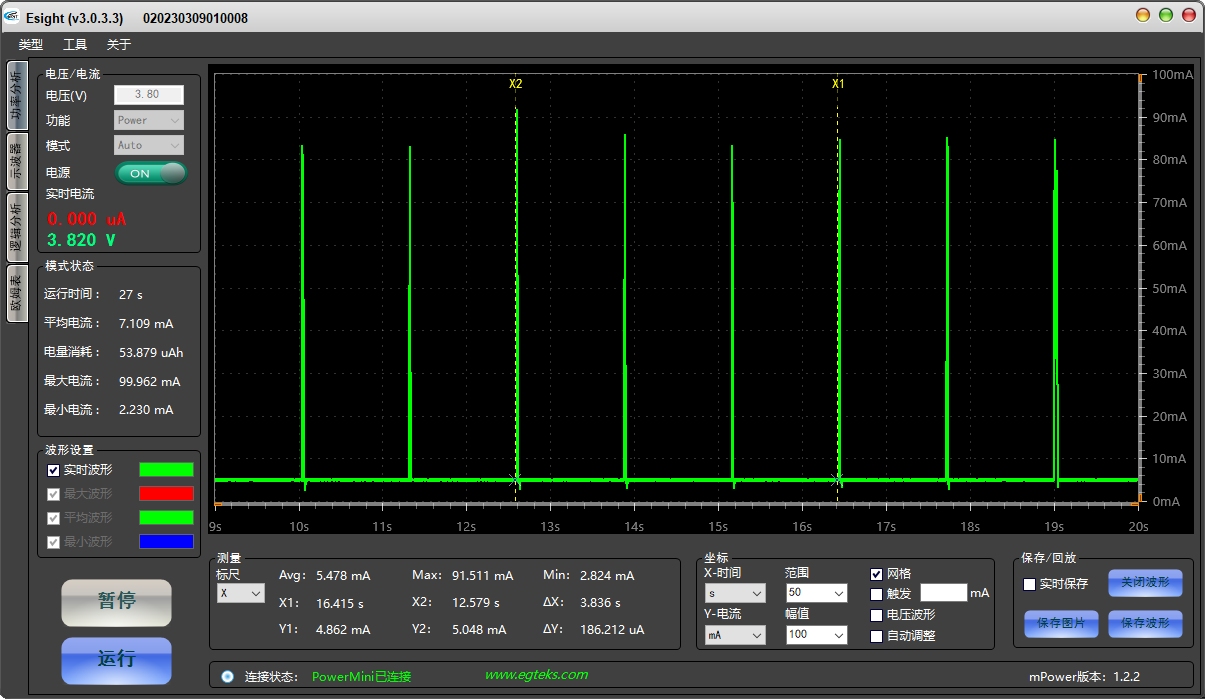 Esight (v3.0.3.3) 020230309010008
类型 工具 关于
功率分析
示波器
逻辑分析
欧姆表
电压/电流
电压(V) 3.80
功能 Power
模式 Auto
电源 ON
实时电流
0.000 uA
3.820 V
模式状态
运行时间： 27 s
平均电流： 7.109 mA
电量消耗： 53.879 uAh
最大电流： 99.962 mA
最小电流： 2.230 mA
波形设置
实时波形
最大波形
平均波形
最小波形
暂停
运行
X2 X1
100mA
90mA
80mA
70mA
60mA
50mA
40mA
30mA
20mA
10mA
0mA
9s 10s 11s 12s 13s 14s 15s 16s 17s 18s 19s 20s
测量
标尺
X
Avg: 5.478 mA Max: 91.511 mA Min: 2.824 mA
X1: 16.415 s X2: 12.579 s ΔX: 3.836 s
Y1: 4.862 mA Y2: 5.048 mA ΔY: 186.212 uA
坐标
X-时间 范围
s 50
Y-电流 幅值
mA 100
网格
触发 mA
电压波形
自动调整
保存/回放
实时保存 关闭波形
保存图片 保存波形
连接状态: PowerMini已连接 www.egteks.com mPower版本: 1.2.2